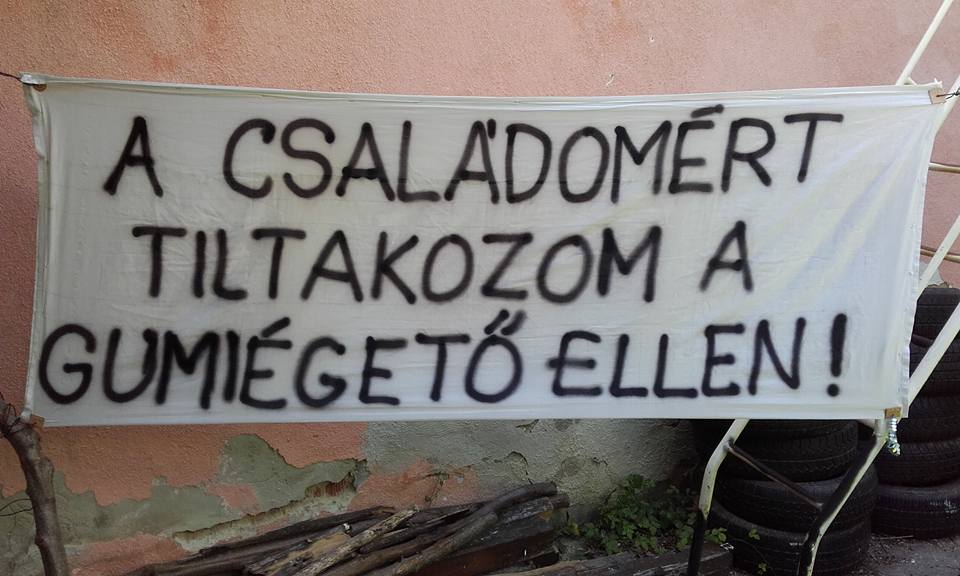 A CSALÁDOMÉRT
TILTAKOZOM A
GUMIÉGETŐ ELLEN!